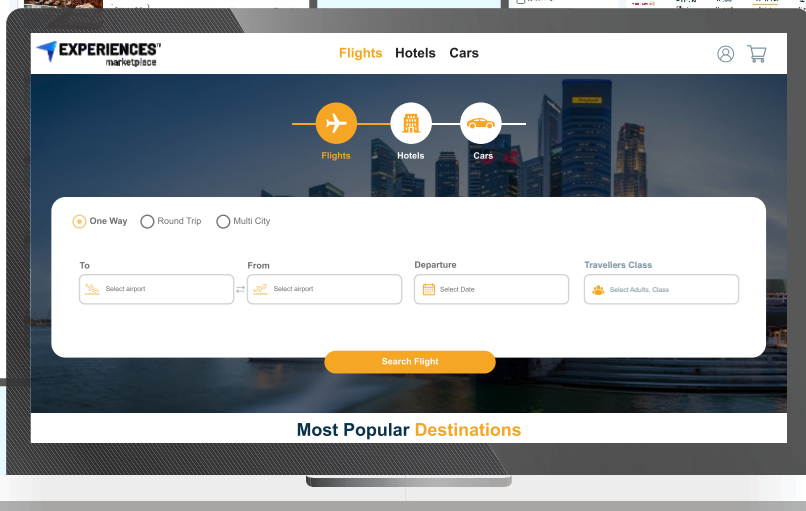 EXPERIENCES
marketplace
Flights Hotels Cars
Flights Hotels Cars
One Way Round Trip Multi City
To From Departure Travellers Class
Select airport Select airport Select Date Select Adults, Class
Search Flight
Most Popular Destinations